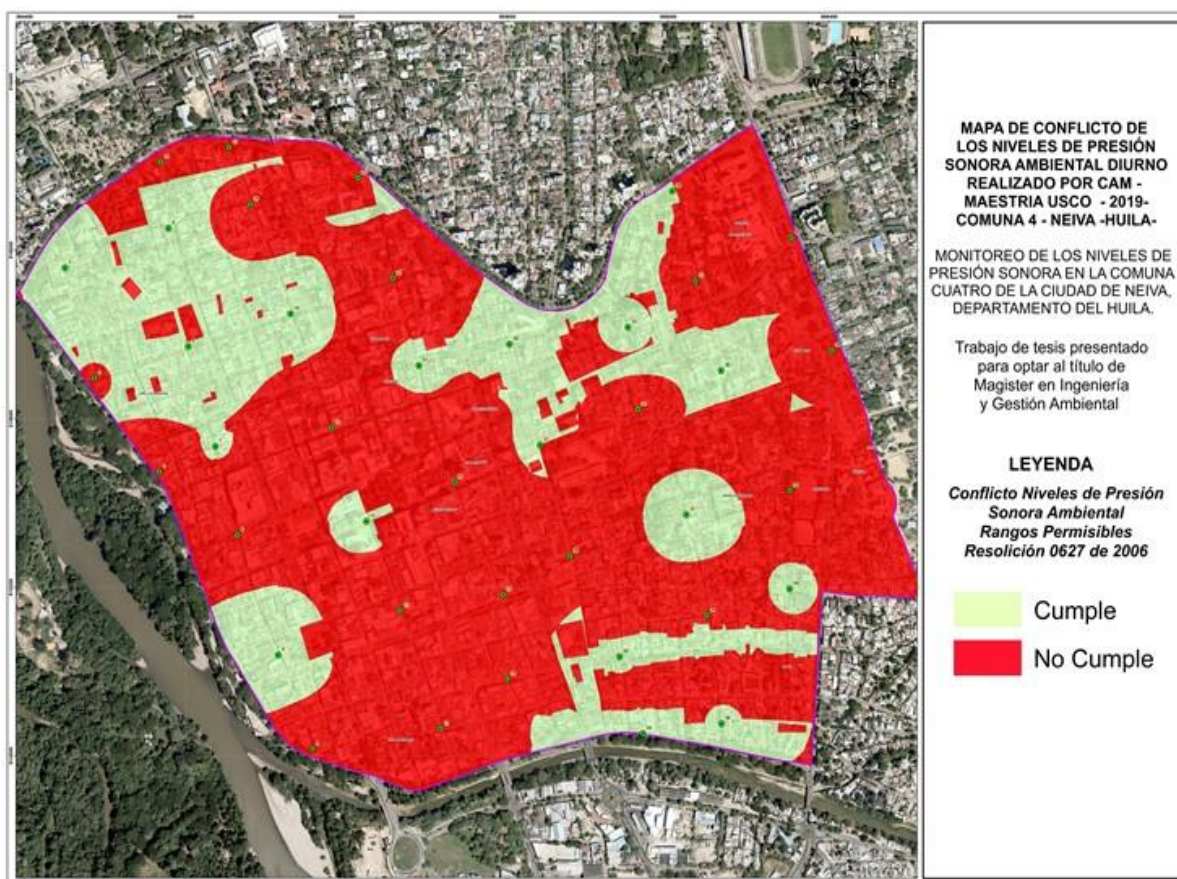 MAPA DE CONFLICTO DE
LOS NIVELES DE PRESIÓN
SONORA AMBIENTAL DIURNO
REALIZADO POR CAM -
MAESTRIA USCO - 2019-
COMUNA 4 - NEIVA -HUILA-
MONITOREO DE LOS NIVELES DE
PRESIÓN SONORA EN LA COMUNA
CUATRO DE LA CIUDAD DE NEIVA,
DEPARTAMENTO DEL HUILA.
Trabajo de tesis presentado
para optar al título de
Magister en Ingeniería
y Gestión Ambiental
LEYENDA
Conflicto Niveles de Presión
Sonora Ambiental
Rangos Permisibles
Resolución 0627 de 2006
Cumple
No Cumple